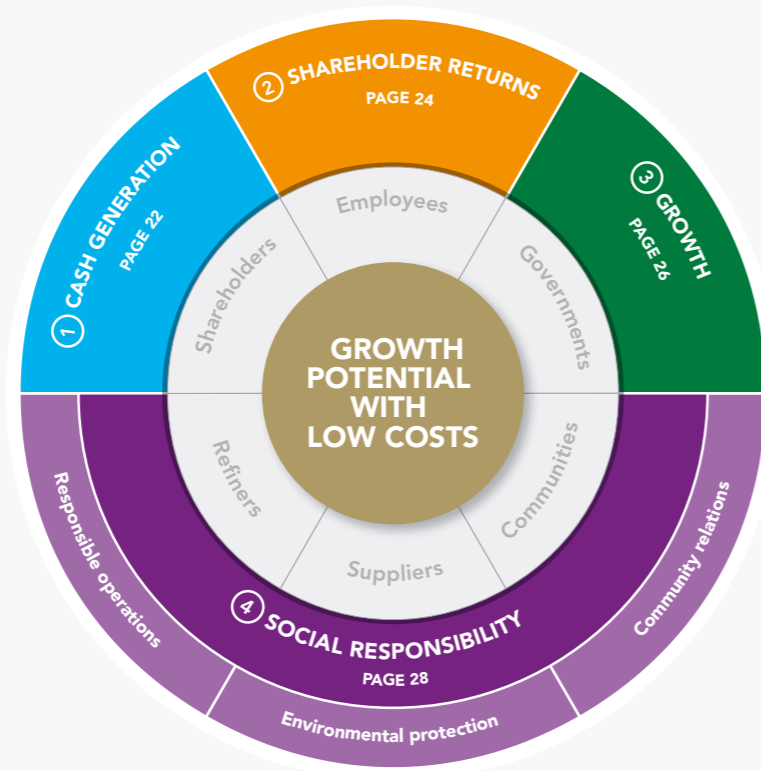 1 CASH GENERATION
PAGE 22
2 SHAREHOLDER RETURNS
PAGE 24
3 GROWTH
PAGE 26
Shareholders
Employees
Governments
GROWTH
POTENTIAL
WITH
LOW COSTS
Refiners
Suppliers
Communities
4 SOCIAL RESPONSIBILITY
PAGE 28
Responsible operations
Environmental protection
Community relations